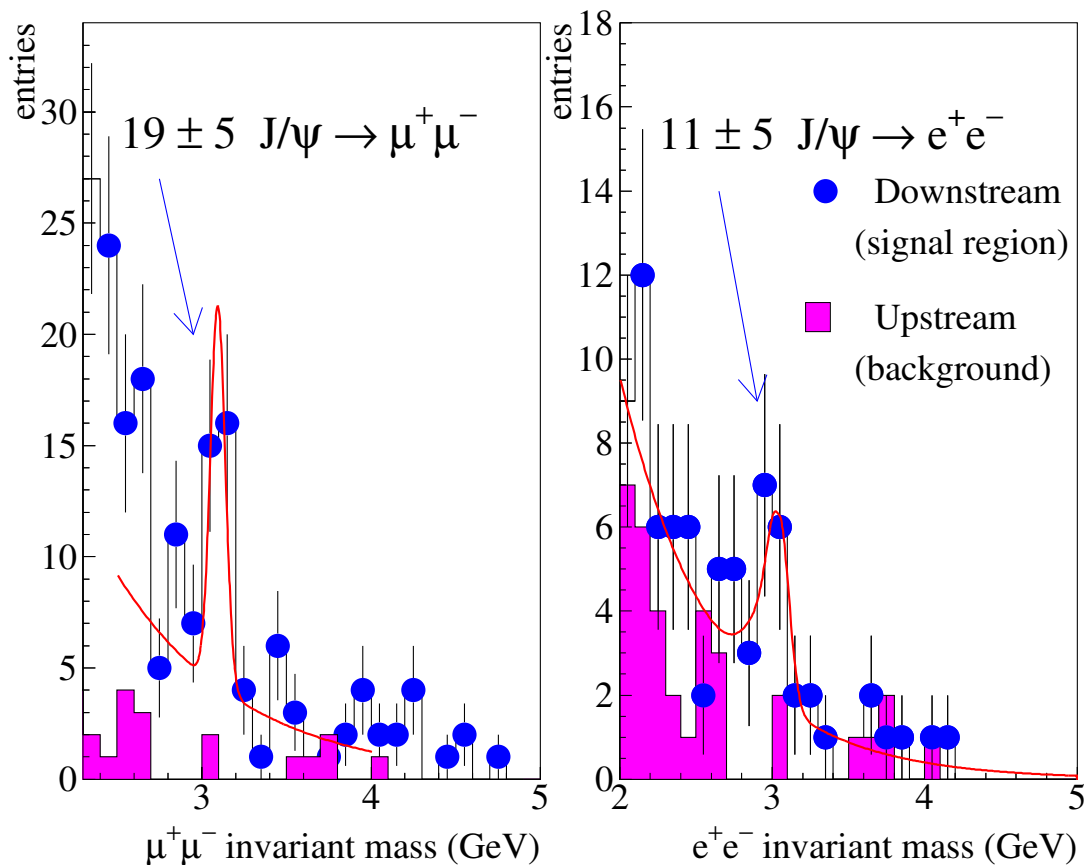 entries
30
25
20
15
10
5
0
19 ± 5 J/ψ → μ⁺μ⁻
3
4
5
μ⁺μ⁻ invariant mass (GeV)
entries
18
16
14
12
10
8
6
4
2
0
11 ± 5 J/ψ → e⁺e⁻
Downstream
(signal region)
Upstream
(background)
2
3
4
5
e⁺e⁻ invariant mass (GeV)